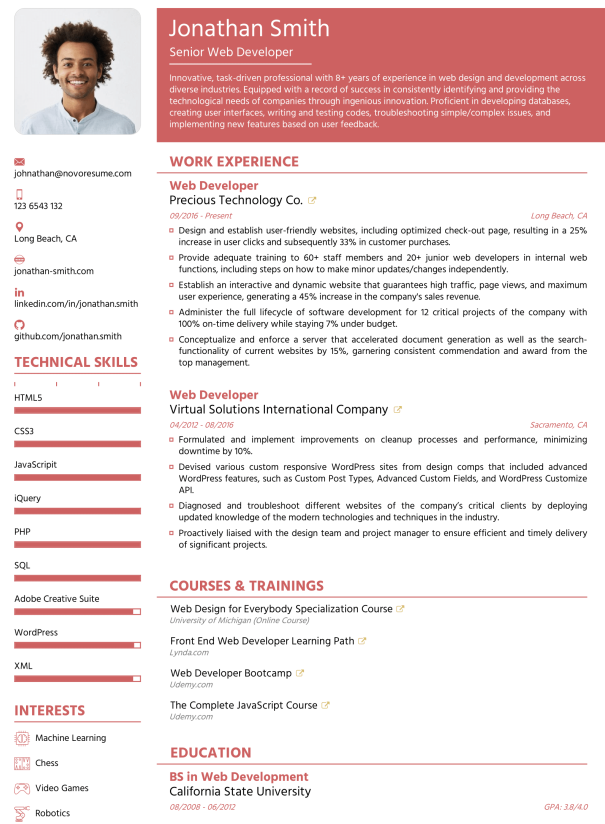 Jonathan Smith
Senior Web Developer
Innovative, task-driven professional with 8+ years of experience in web design and development across
diverse industries. Equipped with a record of success in consistently identifying and providing the
technological needs of companies through ingenious innovation. Proficient in developing databases,
creating user interfaces, writing and testing codes, troubleshooting simple/complex issues, and
implementing new features based on user feedback.
johnathan@novoresume.com
123 6543 132
Long Beach, CA
jonathan-smith.com
linkedin.com/in/jonathan.smith
github.com/jonathan.smith
TECHNICAL SKILLS
HTML5
CSS3
JavaScripit
iQuery
PHP
SQL
Adobe Creative Suite
WordPress
XML
INTERESTS
Machine Learning
Chess
Video Games
Robotics
WORK EXPERIENCE
Web Developer
Precious Technology Co.
09/2016 - Present
Long Beach, CA
Design and establish user-friendly websites, including optimized check-out page, resulting in a 25%
increase in user clicks and subsequently 33% in customer purchases.
Provide adequate training to 60+ staff members and 20+ junior web developers in internal web
functions, including steps on how to make minor updates/changes independently.
Establish an interactive and dynamic website that guarantees high traffic, page views, and maximum
user experience, generating a 45% increase in the company's sales revenue.
Administer the full lifecycle of software development for 12 critical projects of the company with
100% on-time delivery while staying 7% under budget.
Conceptualize and enforce a server that accelerated document generation as well as the search-
functionality of current websites by 15%, garnering consistent commendation and award from the
top management.
Web Developer
Virtual Solutions International Company
04/2012 - 08/2016
Sacramento, CA
Formulated and implement improvements on cleanup processes and performance, minimizing
downtime by 10%.
Devised various custom responsive WordPress sites from design comps that included advanced
WordPress features, such as Custom Post Types, Advanced Custom Fields, and WordPress Customize
API.
Diagnosed and troubleshoot different websites of the company's critical clients by deploying
updated knowledge of the modern technologies and techniques in the industry.
Proactively liaised with the design team and project manager to ensure efficient and timely delivery
of significant projects.
COURSES & TRAININGS
Web Design for Everybody Specialization Course
University of Michigan (Online Course)
Front End Web Developer Learning Path
Lynda.com
Web Developer Bootcamp
Udemy.com
The Complete JavaScript Course
Udemy.com
EDUCATION
BS in Web Development
California State University
08/2008 - 06/2012
GPA: 3.8/4.0